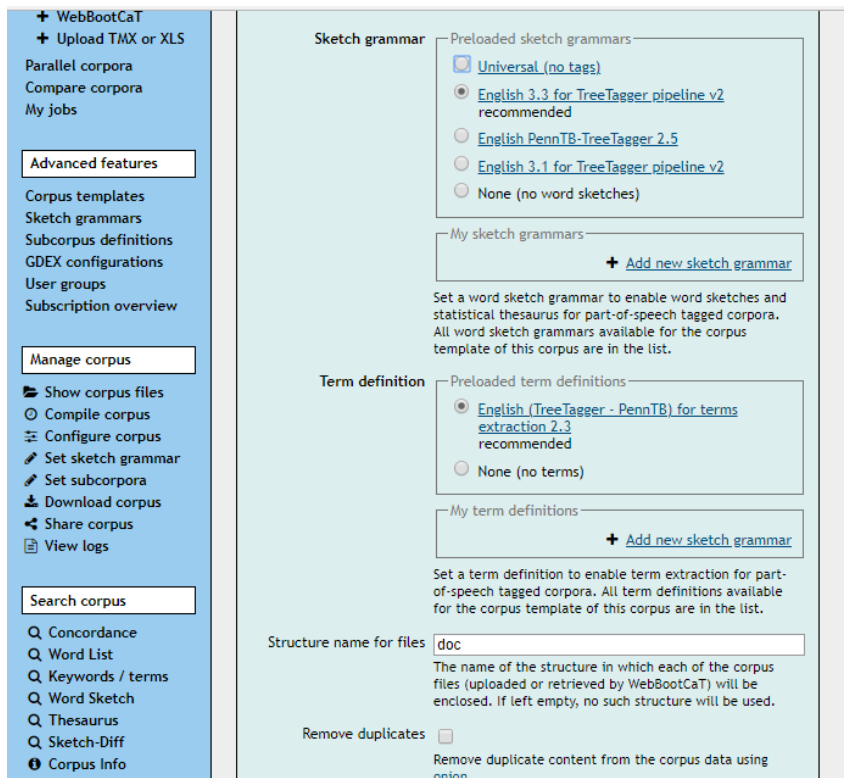 + WebBootCaT
+ Upload TMX or XLS
Parallel corpora
Compare corpora
My jobs
Advanced features
Corpus templates
Sketch grammars
Subcorpus definitions
GDEX configurations
User groups
Subscription overview
Manage corpus
Show corpus files
Compile corpus
Configure corpus
Set sketch grammar
Set subcorpora
Download corpus
Share corpus
View logs
Search corpus
Concordance
Word List
Keywords / terms
Word Sketch
Thesaurus
Sketch-Diff
Corpus Info
Sketch grammar
Preloaded sketch grammars
Universal (no tags)
English 3.3 for TreeTagger pipeline v2
recommended
English PennTB-TreeTagger 2.5
English 3.1 for TreeTagger pipeline v2
None (no word sketches)
My sketch grammars
+ Add new sketch grammar
Set a word sketch grammar to enable word sketches and
statistical thesaurus for part-of-speech tagged corpora.
All word sketch grammars available for the corpus
template of this corpus are in the list.
Term definition
Preloaded term definitions
English (TreeTagger - PennTB) for terms
extraction 2.3
recommended
None (no terms)
My term definitions
+ Add new sketch grammar
Set a term definition to enable term extraction for part-
of-speech tagged corpora. All term definitions available
for the corpus template of this corpus are in the list.
Structure name for files
doc
The name of the structure in which each of the corpus
files (uploaded or retrieved by WebBootCaT) will be
enclosed. If left empty, no such structure will be used.
Remove duplicates
Remove duplicate content from the corpus data using
onion